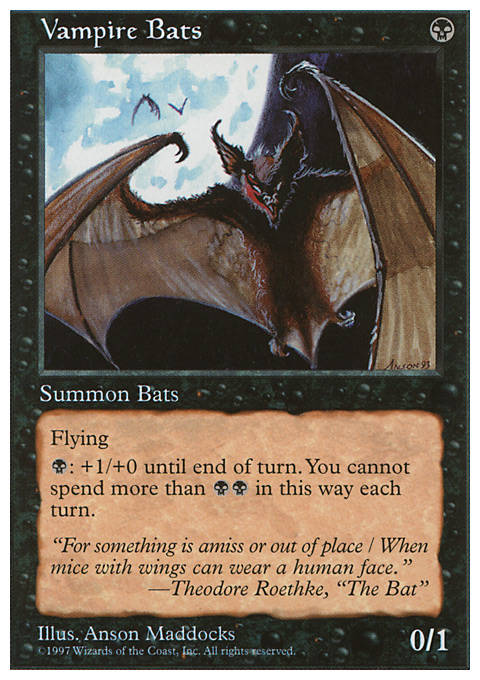 Vampire Bats
ANSON 93
Summon Bats
Flying
: +1/+0 until end of turn. You cannot
spend more than in this way each
turn.
“For something is amiss or out of place / When
mice with wings can wear a human face.”
—Theodore Roethke, “The Bat”
Illus. Anson Maddocks
©1997 Wizards of the Coast, Inc. All rights reserved.
0/1